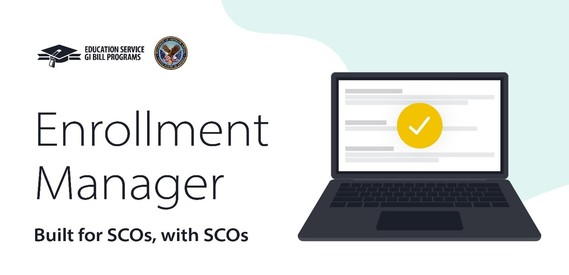 EDUCATION SERVICE
GI BILL PROGRAMS
Enrollment
Manager
Built for SCOs, with SCOs